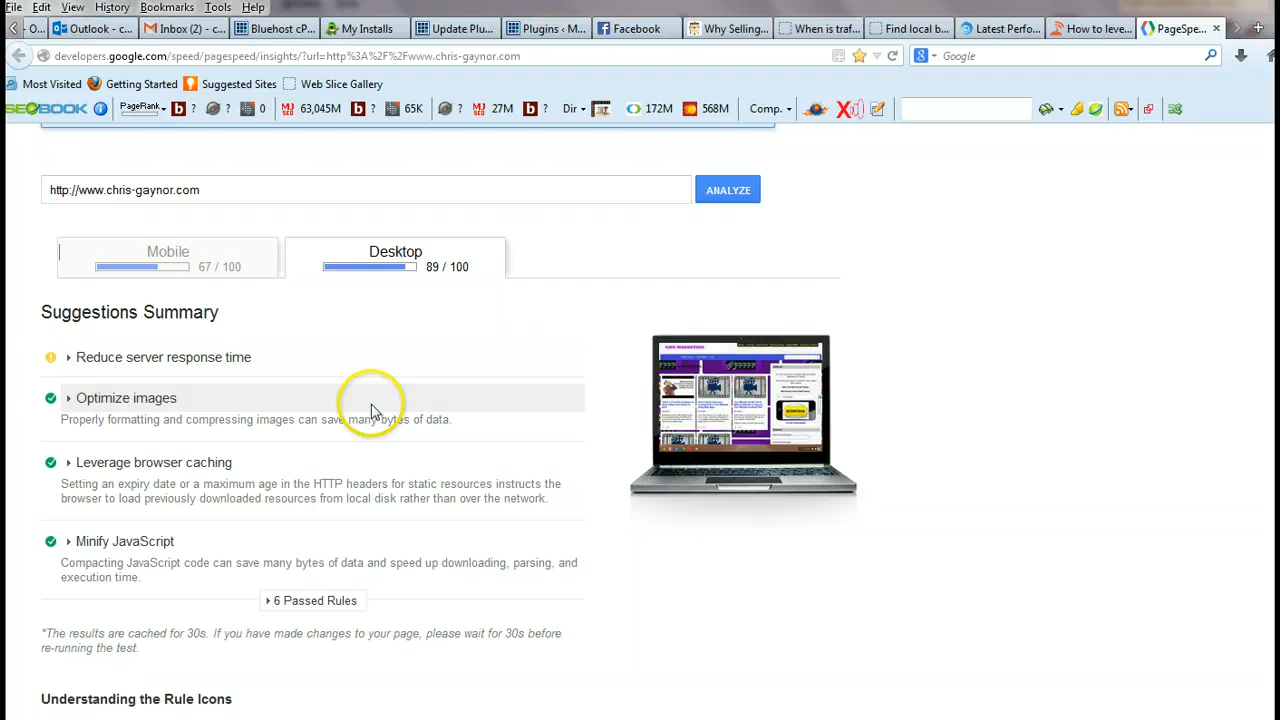 File Edit View History Bookmarks Tools Help
O... Outlook - c... Inbox (2) - c... Bluehost cP... My Installs Update Plu... Plugins ‹ M... Facebook Why Selling... When is traf... Find local b... Latest Perfo... How to leve... PageSpe...
developers.google.com/speed/pagespeed/insights/?url=http%3A%2F%2Fwww.chris-gaynor.com Google
Most Visited Getting Started Suggested Sites Web Slice Gallery
SEOBOOK PageRank ? ? 0 63,045M ? 65K ? 27M ? Dir 172M 68M Comp.
http://www.chris-gaynor.com ANALYZE
Mobile Desktop
67 / 100 89 / 100
Suggestions Summary
Reduce server response time
images
and images can save many bytes of data.
Leverage browser caching
Setting an expiry date or a maximum age in the HTTP headers for static resources instructs the
browser to load previously downloaded resources from local disk rather than over the network.
Minify JavaScript
Compacting JavaScript code can save many bytes of data and speed up downloading, parsing, and
execution time.
6 Passed Rules
*The results are cached for 30s. If you have made changes to your page, please wait for 30s before
re-running the test.
Understanding the Rule Icons